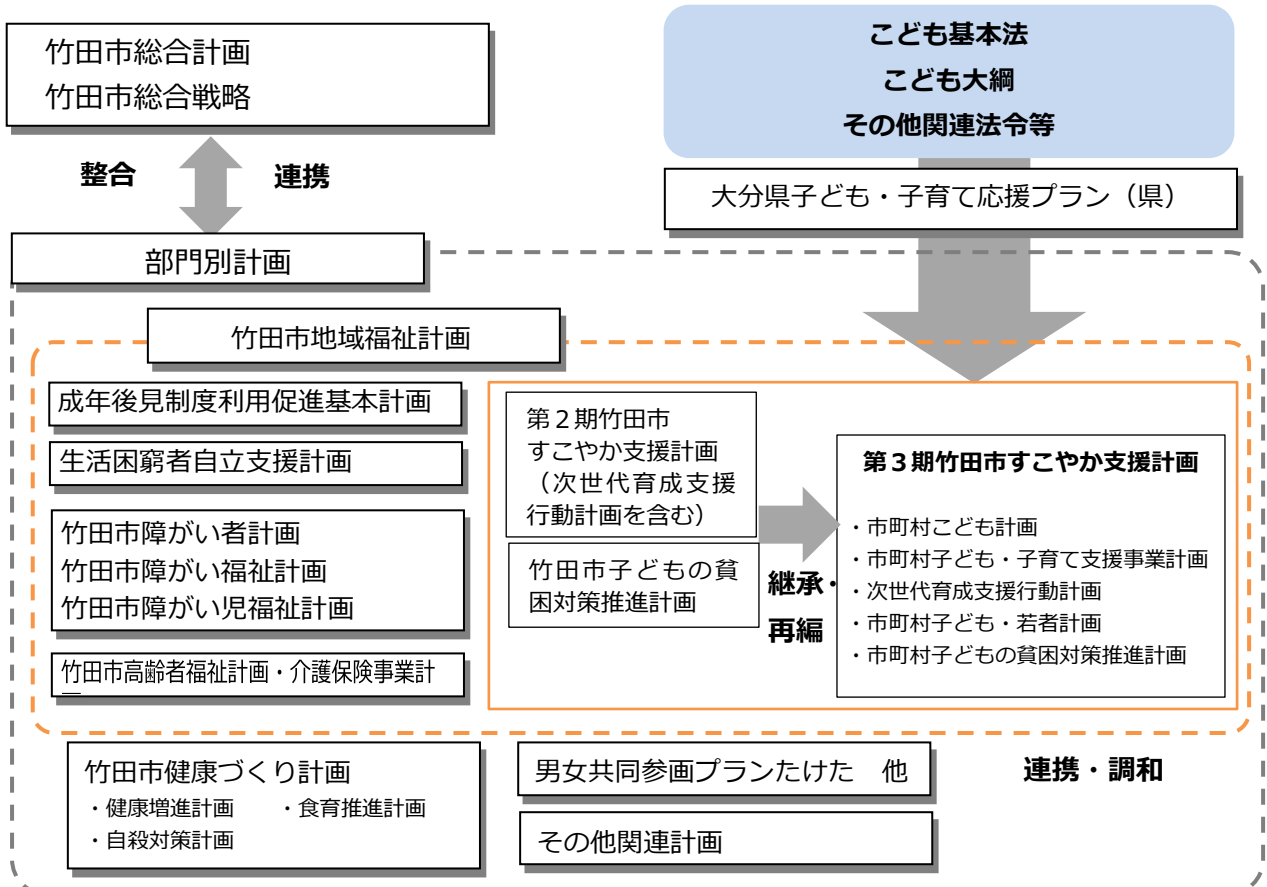 竹田市総合計画
竹田市総合戦略
こども基本法
こども大綱
その他関連法令等
整合
連携
大分県子ども・子育て応援プラン（県）
部門別計画
竹田市地域福祉計画
成年後見制度利用促進基本計画
生活困窮者自立支援計画
竹田市障がい者計画
竹田市障がい福祉計画
竹田市障がい児福祉計画
竹田市高齢者福祉計画・介護保険事業計
第２期竹田市
すこやか支援計画
（次世代育成支援
行動計画を含む）
竹田市子どもの貧
困対策推進計画
継承・
再編
第３期竹田市すこやか支援計画
・市町村こども計画
・市町村子ども・子育て支援事業計画
・次世代育成支援行動計画
・市町村子ども・若者計画
・市町村子どもの貧困対策推進計画
竹田市健康づくり計画
・健康増進計画　　・食育推進計画
・自殺対策計画
男女共同参画プランたけた　他
その他関連計画
連携・調和